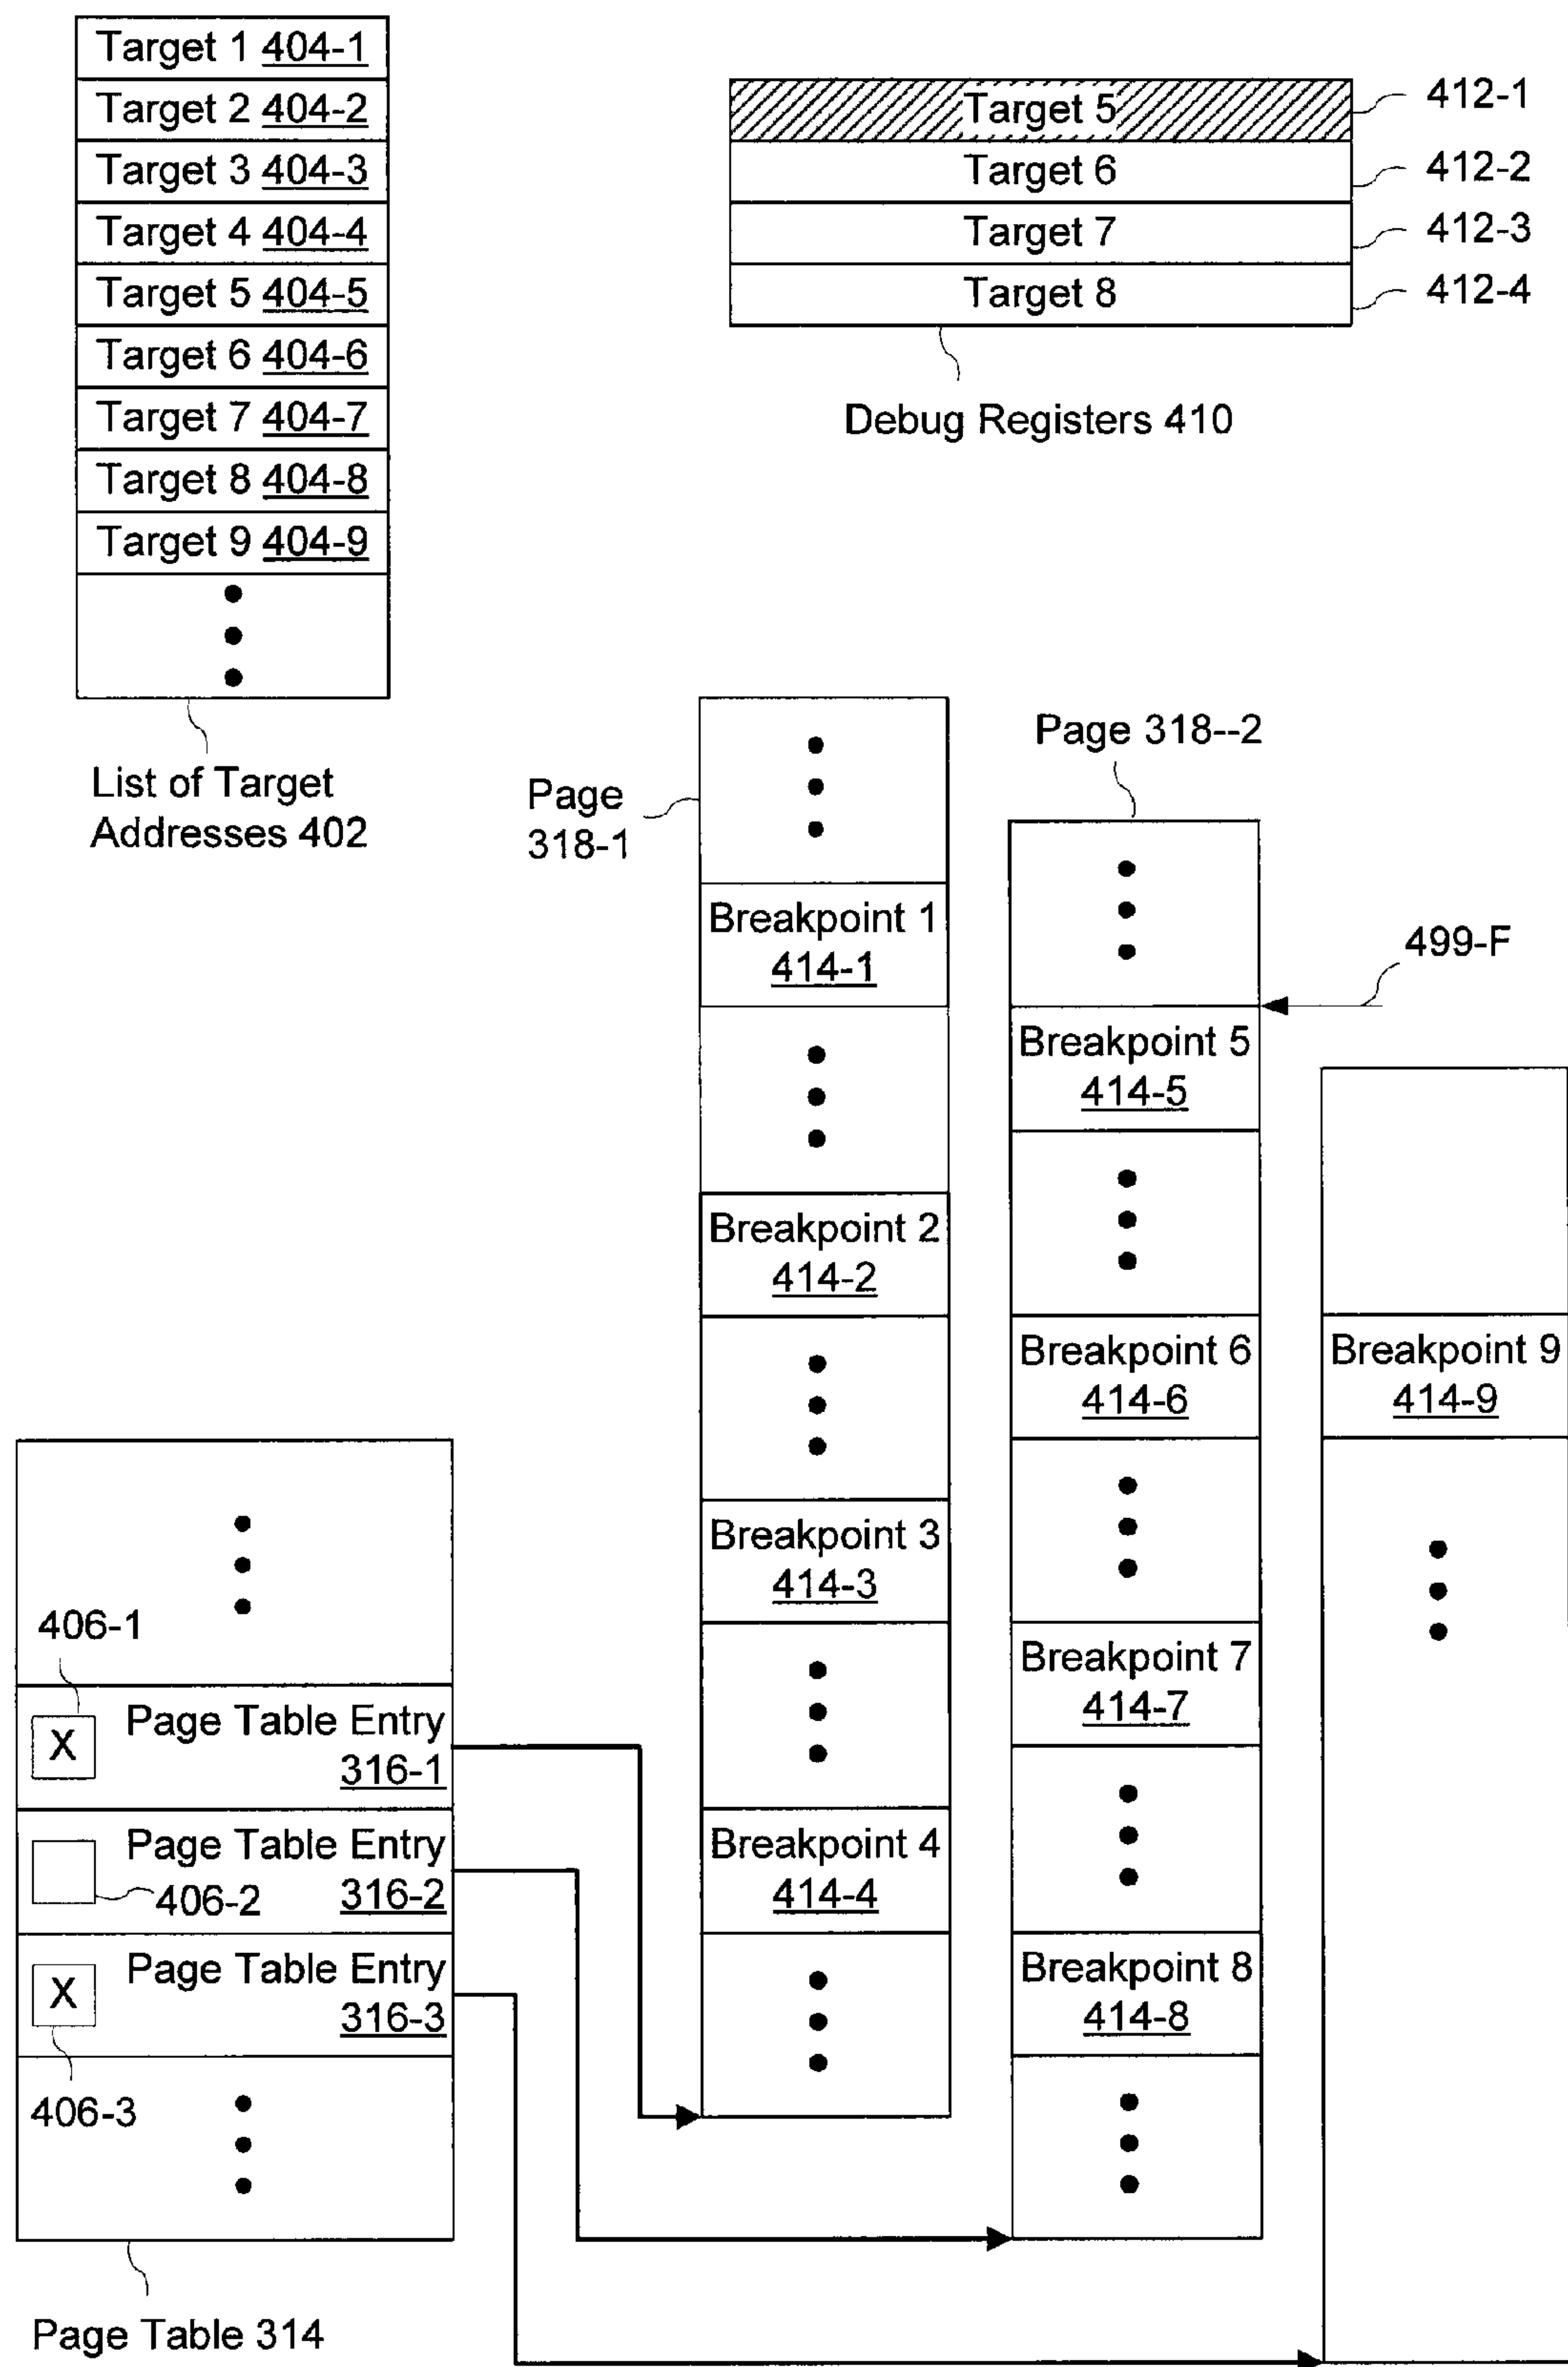 Target 1 404-1
Target 2 404-2
Target 3 404-3
Target 4 404-4
Target 5 404-5
Target 6 404-6
Target 7 404-7
Target 8 404-8
Target 9 404-9
List of Target
Addresses 402
Target 5
412-1
Target 6
412-2
Target 7
412-3
Target 8
412-4
Debug Registers 410
Page
318-1
Breakpoint 1
414-1
Breakpoint 2
414-2
Breakpoint 3
414-3
Breakpoint 4
414-4
Page 318--2
499-F
Breakpoint 5
414-5
Breakpoint 6
414-6
Breakpoint 7
414-7
Breakpoint 8
414-8
Breakpoint 9
414-9
406-1
X
Page Table Entry
316-1
Page Table Entry
406-2
316-2
X
Page Table Entry
316-3
406-3
Page Table 314